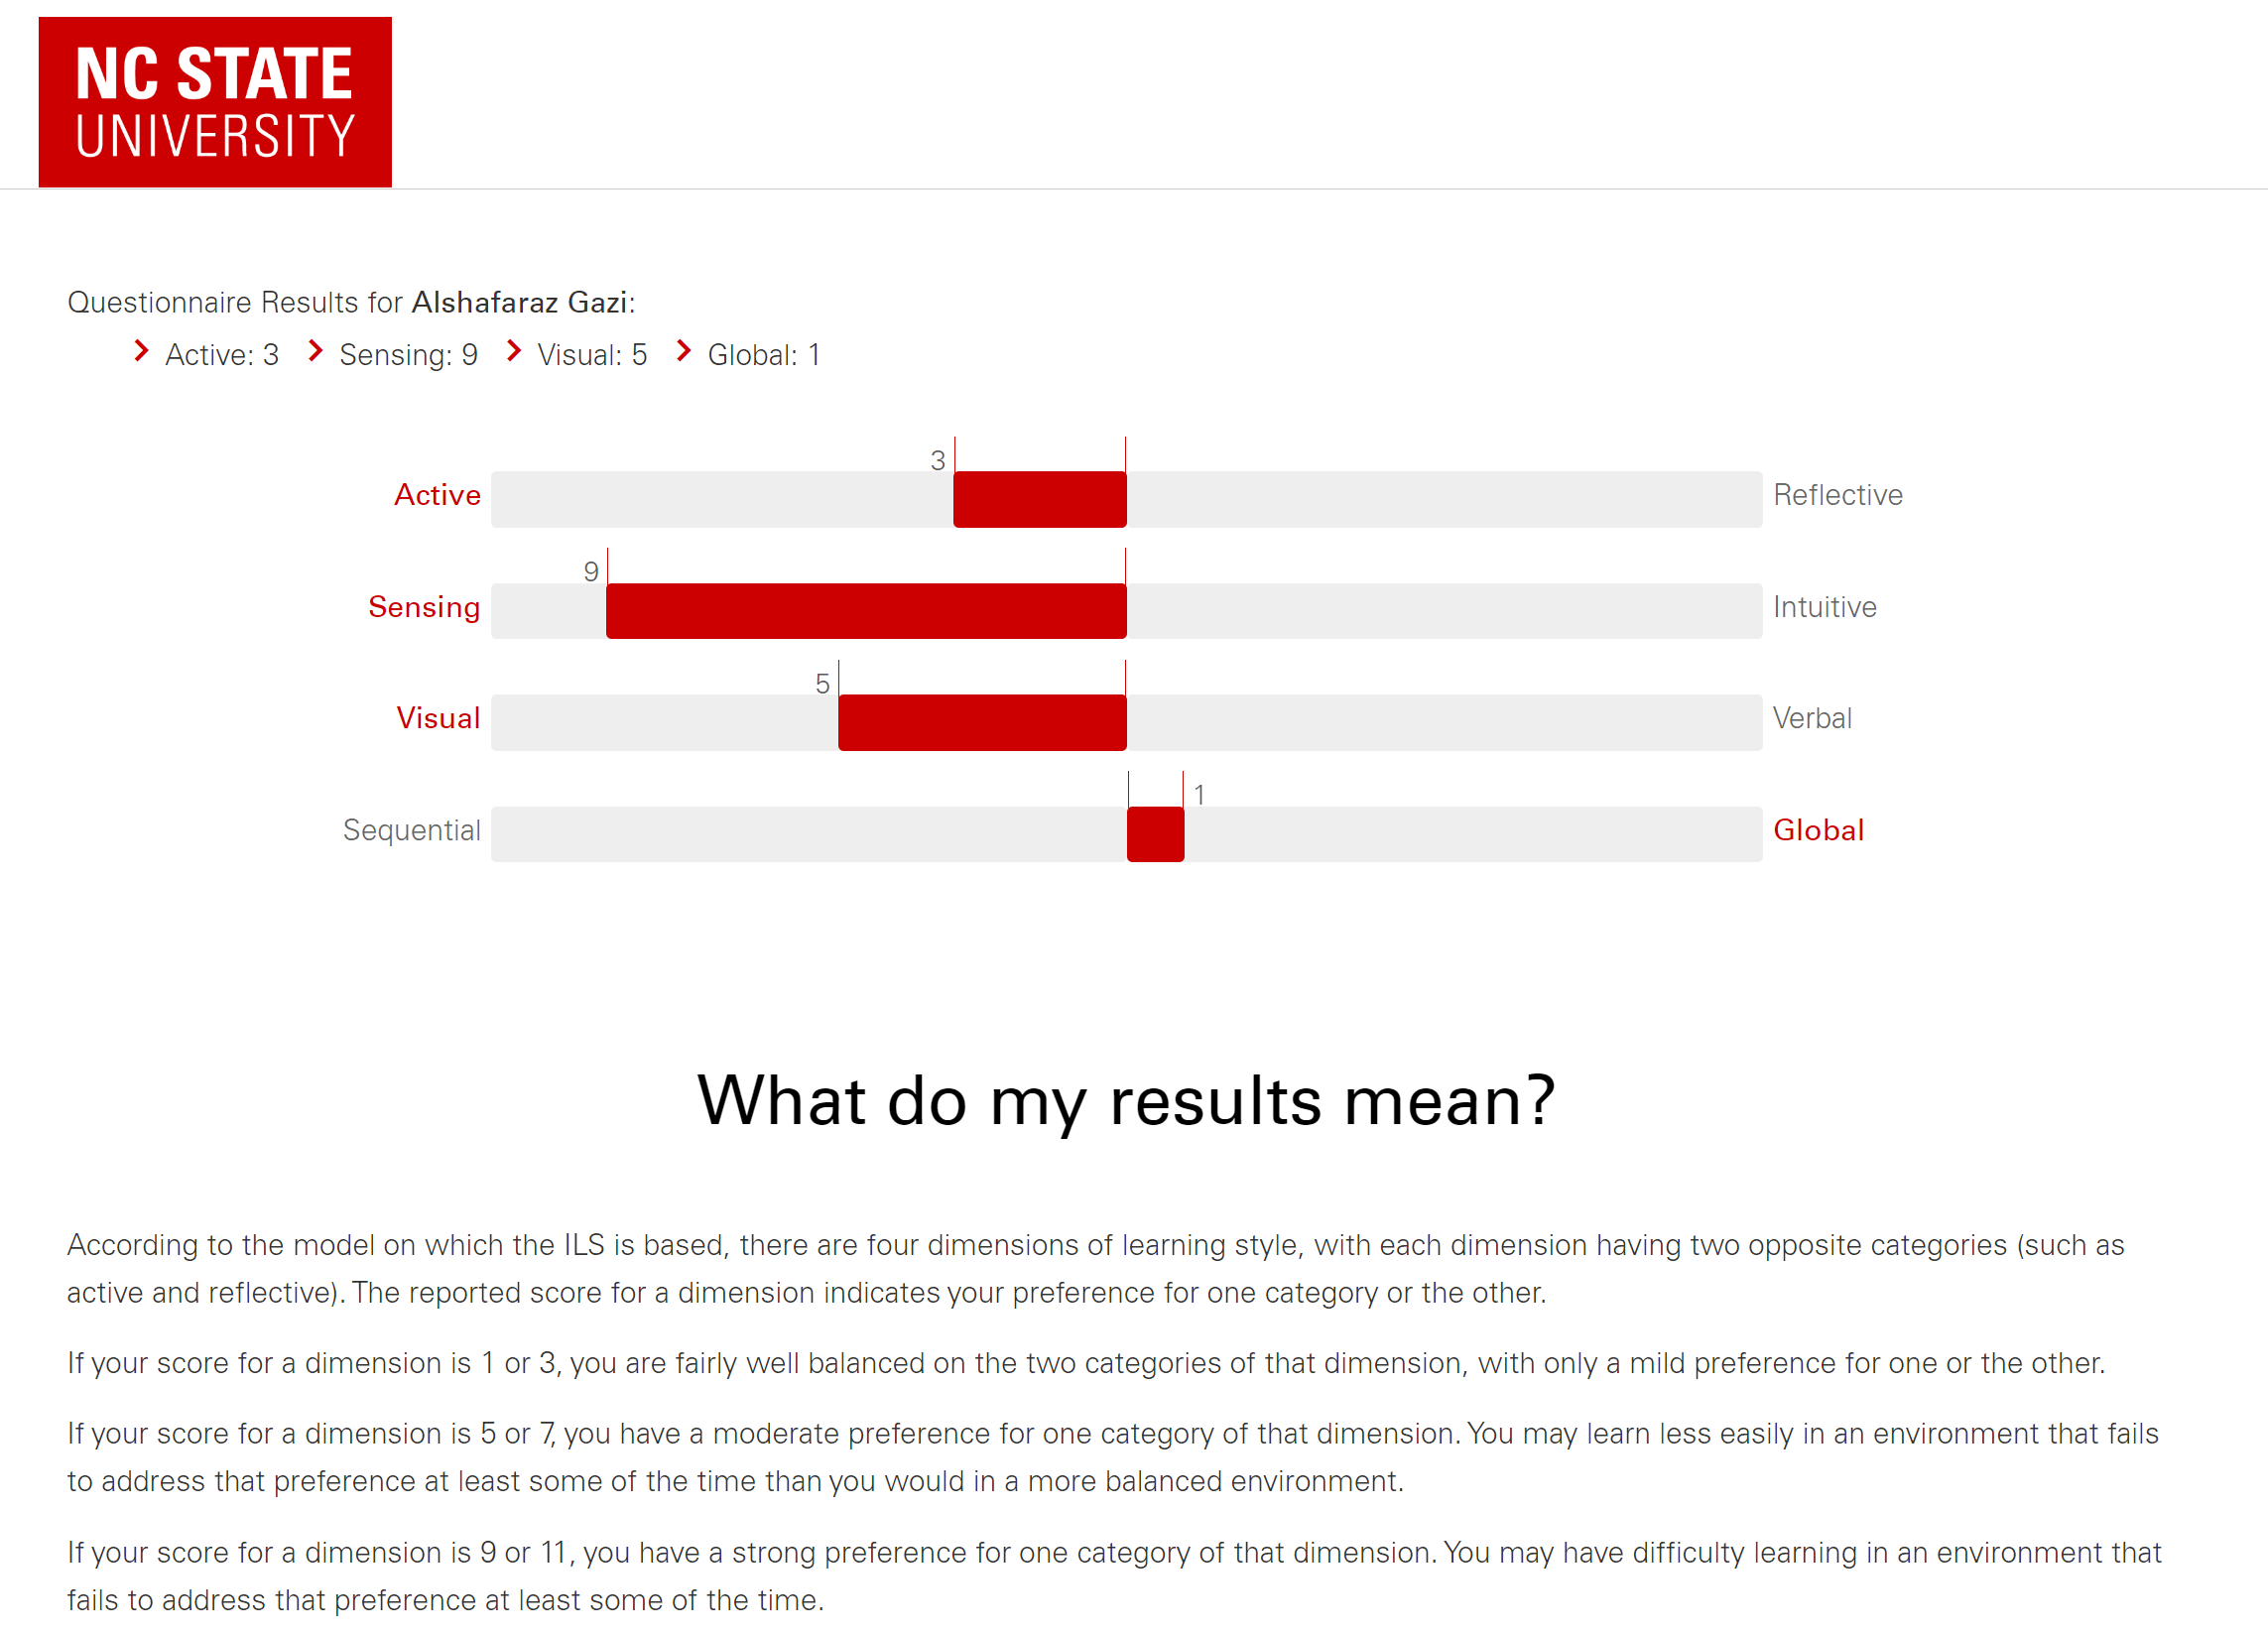 NC STATE
UNIVERSITY
Questionnaire Results for Alshafaraz Gazi:
Active: 3 Sensing: 9 Visual: 5 Global: 1
3
Active Reflective
9
Sensing Intuitive
5
Visual Verbal
1
Sequential Global
What do my results mean?
According to the model on which the ILS is based, there are four dimensions of learning style, with each dimension having two opposite categories (such as
active and reflective). The reported score for a dimension indicates your preference for one category or the other.
If your score for a dimension is 1 or 3, you are fairly well balanced on the two categories of that dimension, with only a mild preference for one or the other.
If your score for a dimension is 5 or 7, you have a moderate preference for one category of that dimension. You may learn less easily in an environment that fails
to address that preference at least some of the time than you would in a more balanced environment.
If your score for a dimension is 9 or 11, you have a strong preference for one category of that dimension. You may have difficulty learning in an environment that
fails to address that preference at least some of the time.